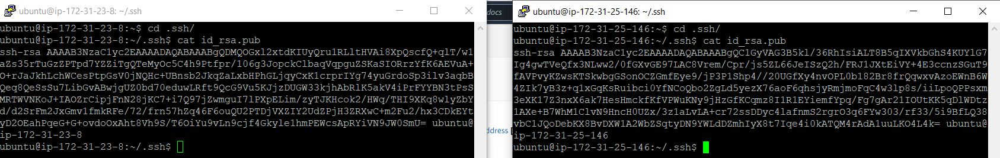 ubuntu@ip-172-31-23-8: ~/.ssh
ubuntu@ip-172-31-23-8:~$ cd .ssh/
ubuntu@ip-172-31-23-8:~/.ssh$ cat id_rsa.pub
ssh-rsa AAAAB3NzaC1yc2EAAAADAQABAAABgQDMQOGxl2xtdKIUyQru1RLltHVAi8XpQscfQ+qlT/w1
aZs35rTuGzZPTpd7YZZiTgQTeMyOc5C4h9Ptfpr/106g3JopckClbaqVqpguZSKaSIORrzYfK6AEVuA+
O+rJaJkhLchWCesPtpGsV0jNQHc+UBnsb2JkqZaLxbHPhGLjqyCxK1crprIYg74yuGrdoSp3ilv3aqbB
Qeq8QeSsSu7LibGvABwjgUZ0bd70eduwLRft9QcG9Vu5KJjzDUGW33kjhAbRlK5akV4iPrFYYBN3tPsS
MRTWVNKoJ+IAOZrCipjFnN28jKC7+i7Q97jZwmguI7lPXpELim/zyTJKHcok2/HWq/THI9XKq8wlyZbY
d/d2SrFm2JxGmv1fmkRFe/72/frn57hZq46F6ouQU2PTDjVXZIY2UdZPjH3ZRXwC+m2Fu2/hx3CDkEYt
yD2OEahPqeG+G+ovdoOxAht8Vh9S/T6OiYu9vLn9cjf4Gkyle1hmPEWcsApRYiVN9JW0SmU= ubuntu@
ip-172-31-23-8
ubuntu@ip-172-31-23-8:~/.ssh$
docs
ddress [
ubuntu@ip-172-31-25-146: ~/.ssh
ubuntu@ip-172-31-25-146:~$ cd .ssh/
ubuntu@ip-172-31-25-146:~/.ssh$ cat id_rsa.pub
ssh-rsa AAAAB3NzaC1yc2EAAAADAQABAAABgQC1GyVAG3B5k1/36RhIsiALT8B5qIXVkbGhS4KUYlG7
Ig4gwTVeQfx3NLww2/0fGXvGE97LAC8Vrem/Cpr/js5ZL66JeISzQ2h/FRJ1JXtEiVY+4E3ccnzSGuT9
fAVPvyKZwsKTSkwbgGSonOCZGmfEye9/jP3P1Shp4//20UGfXy4nvOPL0b182Br8frQqwxvAzoEWnB6W
4ZIk7yB3z+qlxGqKsRuibci0YfNCoQbo2ZgLd5yezX76aoF6qhsjyRmjmoFqC4w3lp8s/iiLpoQPPsxm
3eXK17Z3nxX6ak7HesHmckfKfVPWuKNy9jHzGfKCqmz8I1R1EYiemfYpq/Fg7gAr21IOUtKK5qDlWDtz
1AXe+B7WhM1ClvN9HncH0UZx/3z1aLvLA+cr72ssDDyc4lafnmS2rgrO3q6FYw303/rf33/5i9BfLQ38
vbC1JQoDebKX8BvDXW1A2WbZSqtyDN9YWLdDZmhIyX8t7Iqe4i0kATQM4rAdA1uuLKO4L4k= ubuntu@
ip-172-31-25-146
ubuntu@ip-172-31-25-146:~/.ssh$